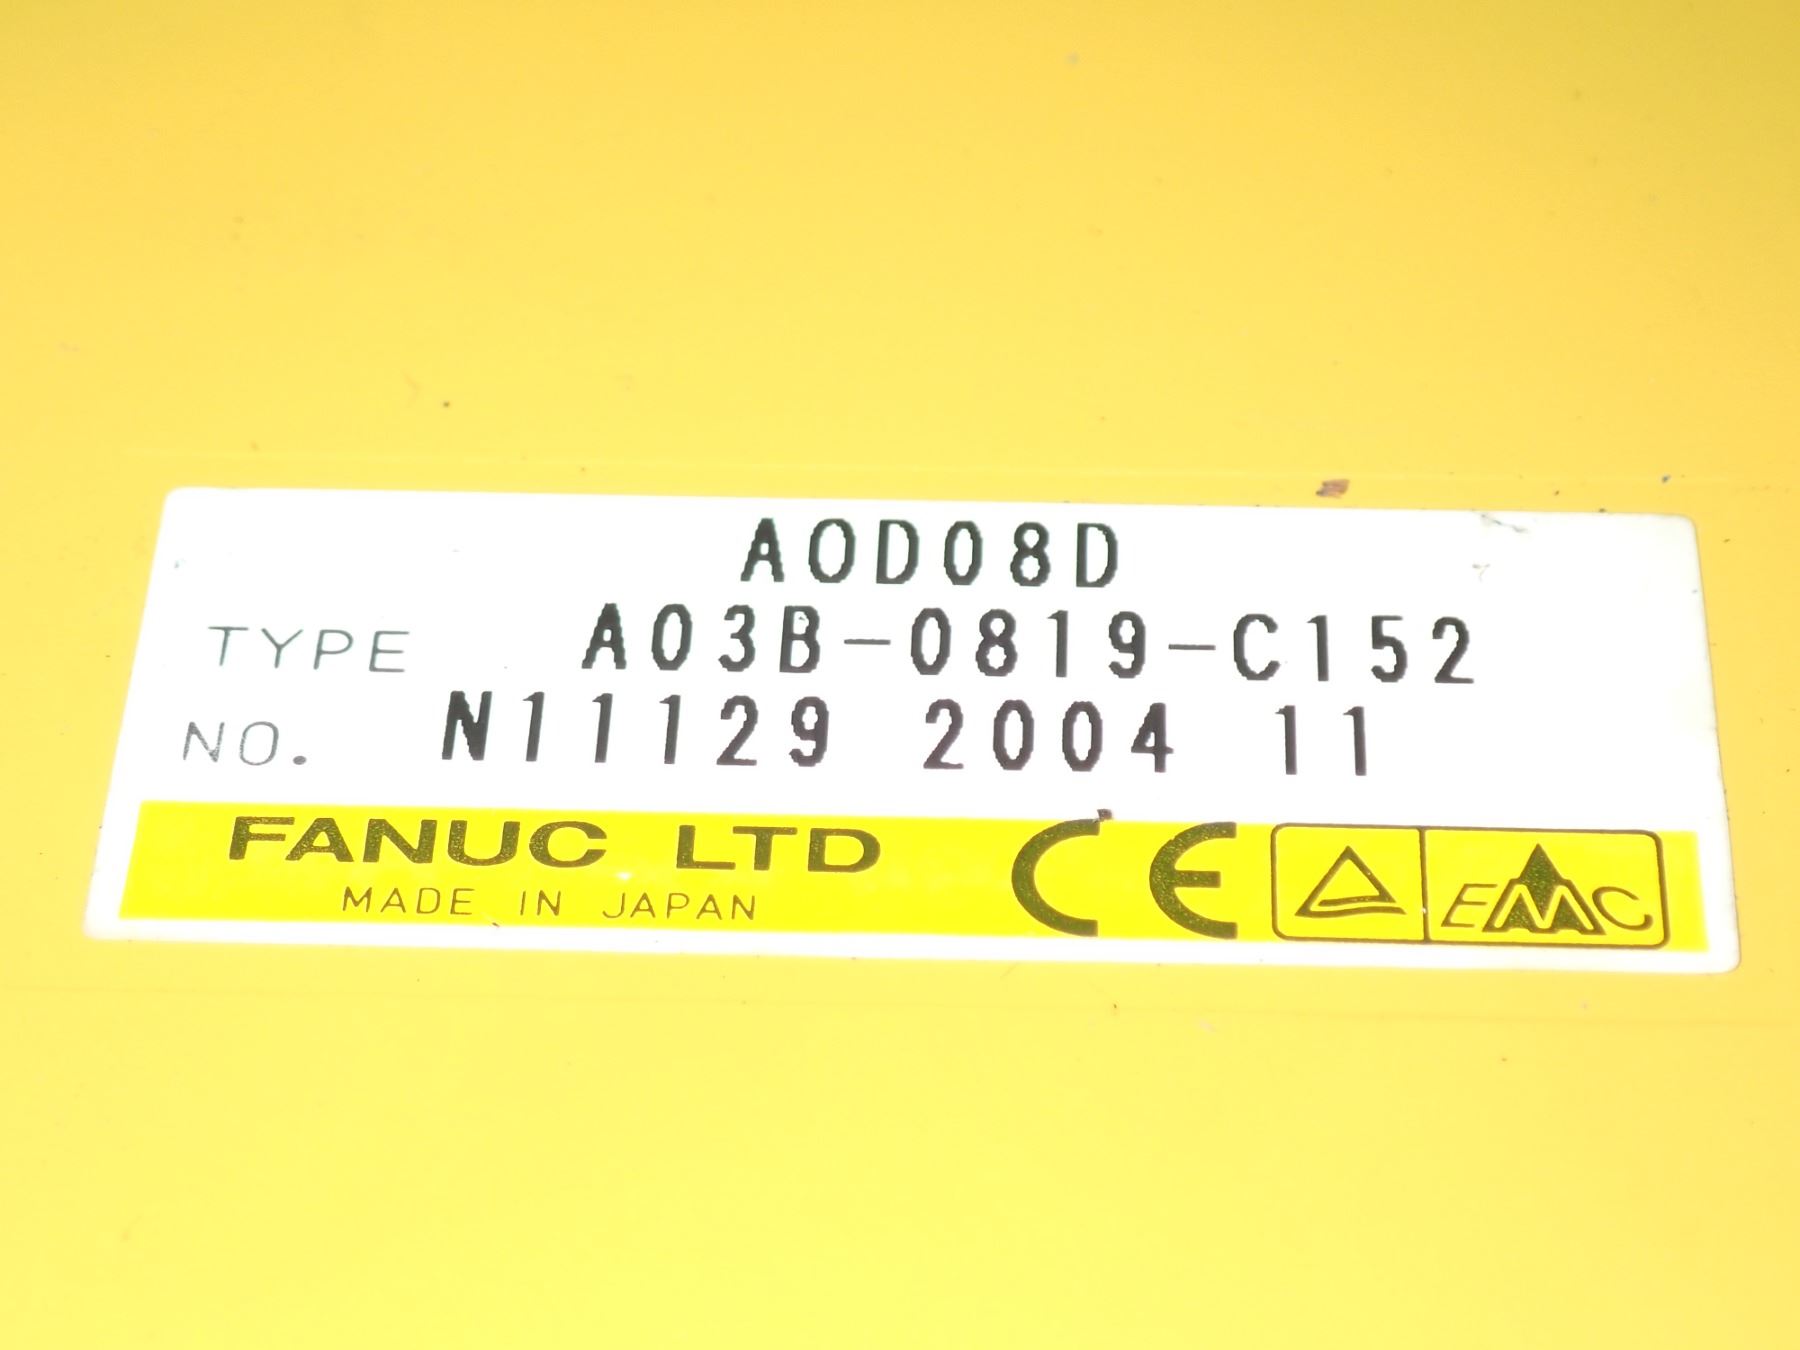 AOD08D
TYPE A03B-0819-C152
NO. N11129 2004 11
FANUC LTD CE EMC
MADE IN JAPAN